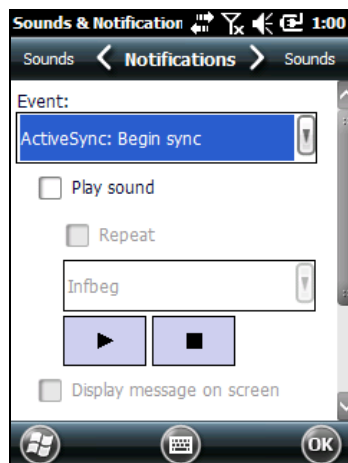 Sounds & Notification 1:00
Sounds Notifications Sounds
Event:
ActiveSync: Begin sync
Play sound
Repeat
Infbeg
Display message on screen
OK